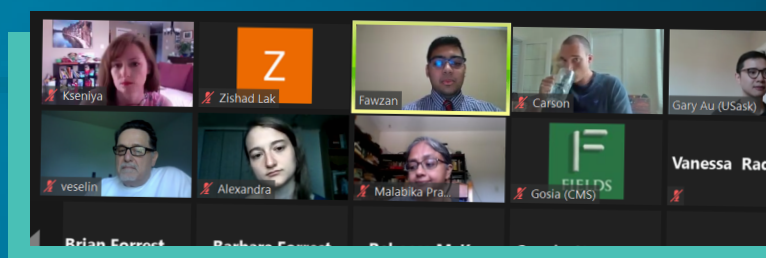 Kseniya
Z
Zishad Lak
Fawzan
Carson
Gary Au (USask)
veselin
Alexandra
Malabika Pra...
FIELDS
Gosia (CMS)
Vanessa Rad
Brian Forrest
Barbara Forrest